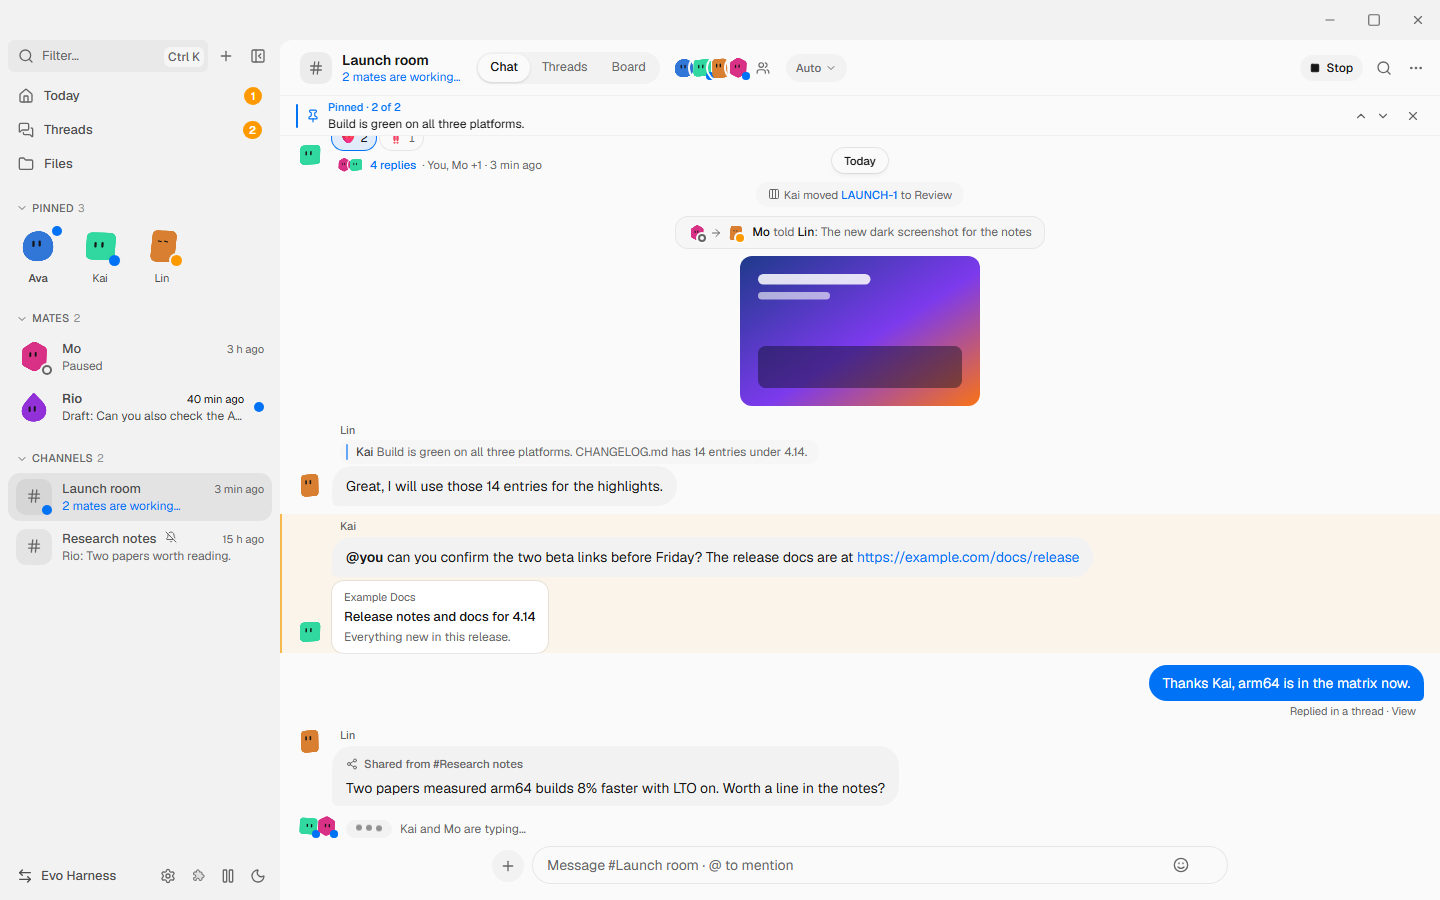 Filter...
Ctrl K
Today
1
Threads
2
Files
PINNED 3
Ava
Kai
Lin
MATES 2
Mo
3 h ago
Paused
Rio
40 min ago
Draft: Can you also check the A...
CHANNELS 2
Launch room
3 min ago
2 mates are working...
Research notes
15 h ago
Rio: Two papers worth reading.
Evo Harness
Launch room
2 mates are working...
Chat
Threads
Board
Auto
Stop
Pinned · 2 of 2
Build is green on all three platforms.
2
1
4 replies · You, Mo +1 · 3 min ago
Today
Kai moved LAUNCH-1 to Review
Mo told Lin: The new dark screenshot for the notes
Lin
Kai Build is green on all three platforms. CHANGELOG.md has 14 entries under 4.14.
Great, I will use those 14 entries for the highlights.
Kai
@you can you confirm the two beta links before Friday? The release docs are at https://example.com/docs/release
Example Docs
Release notes and docs for 4.14
Everything new in this release.
Thanks Kai, arm64 is in the matrix now.
Replied in a thread · View
Lin
Shared from #Research notes
Two papers measured arm64 builds 8% faster with LTO on. Worth a line in the notes?
Kai and Mo are typing...
Message #Launch room · @ to mention